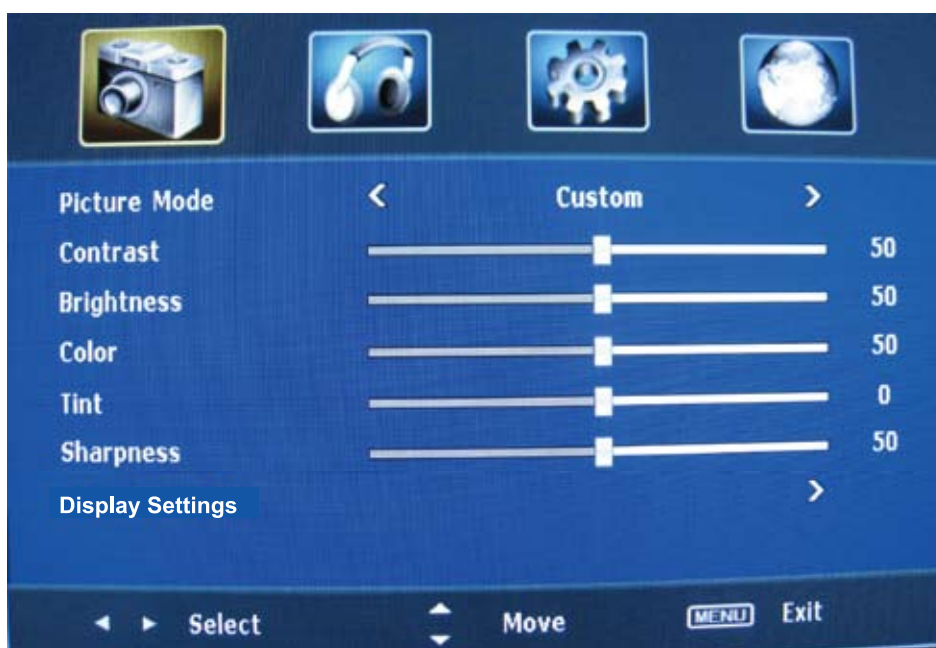 Picture Mode Custom
Contrast 50
Brightness 50
Color 50
Tint 0
Sharpness 50
Display Settings
Select Move MENU Exit